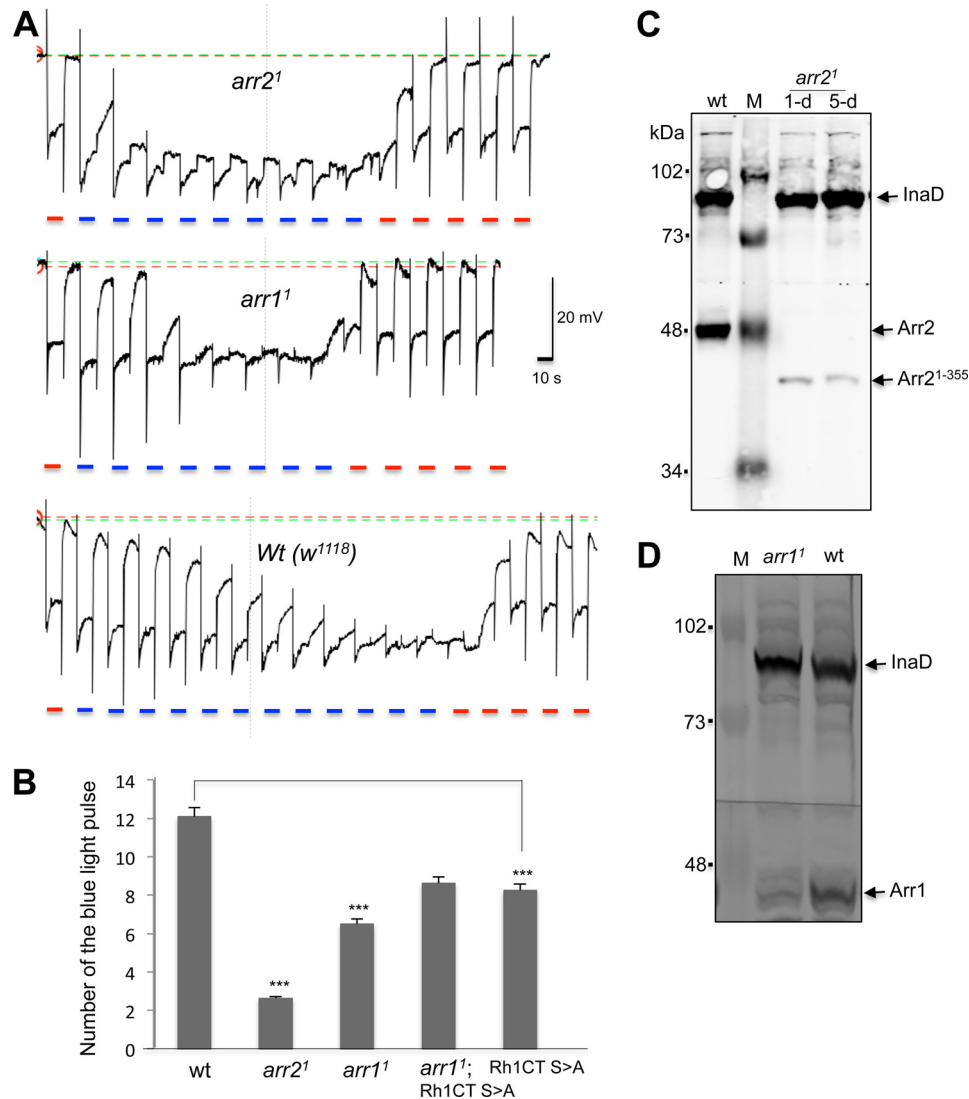 A
arr2¹
arr1¹
20 mV
10 s
Wt (w¹¹¹⁸)
B
Number of the blue light pulse
14
12
10
8
6
4
2
0
***
***
***
wt
arr2¹
arr1¹
arr1¹;
Rh1CT S>A
Rh1CT S>A
C
arr2¹
wt M 1-d 5-d
kDa
102
73
48
34
InaD
Arr2
Arr2¹⁻³⁵⁵
D
M arr1¹ wt
102
73
48
InaD
Arr1